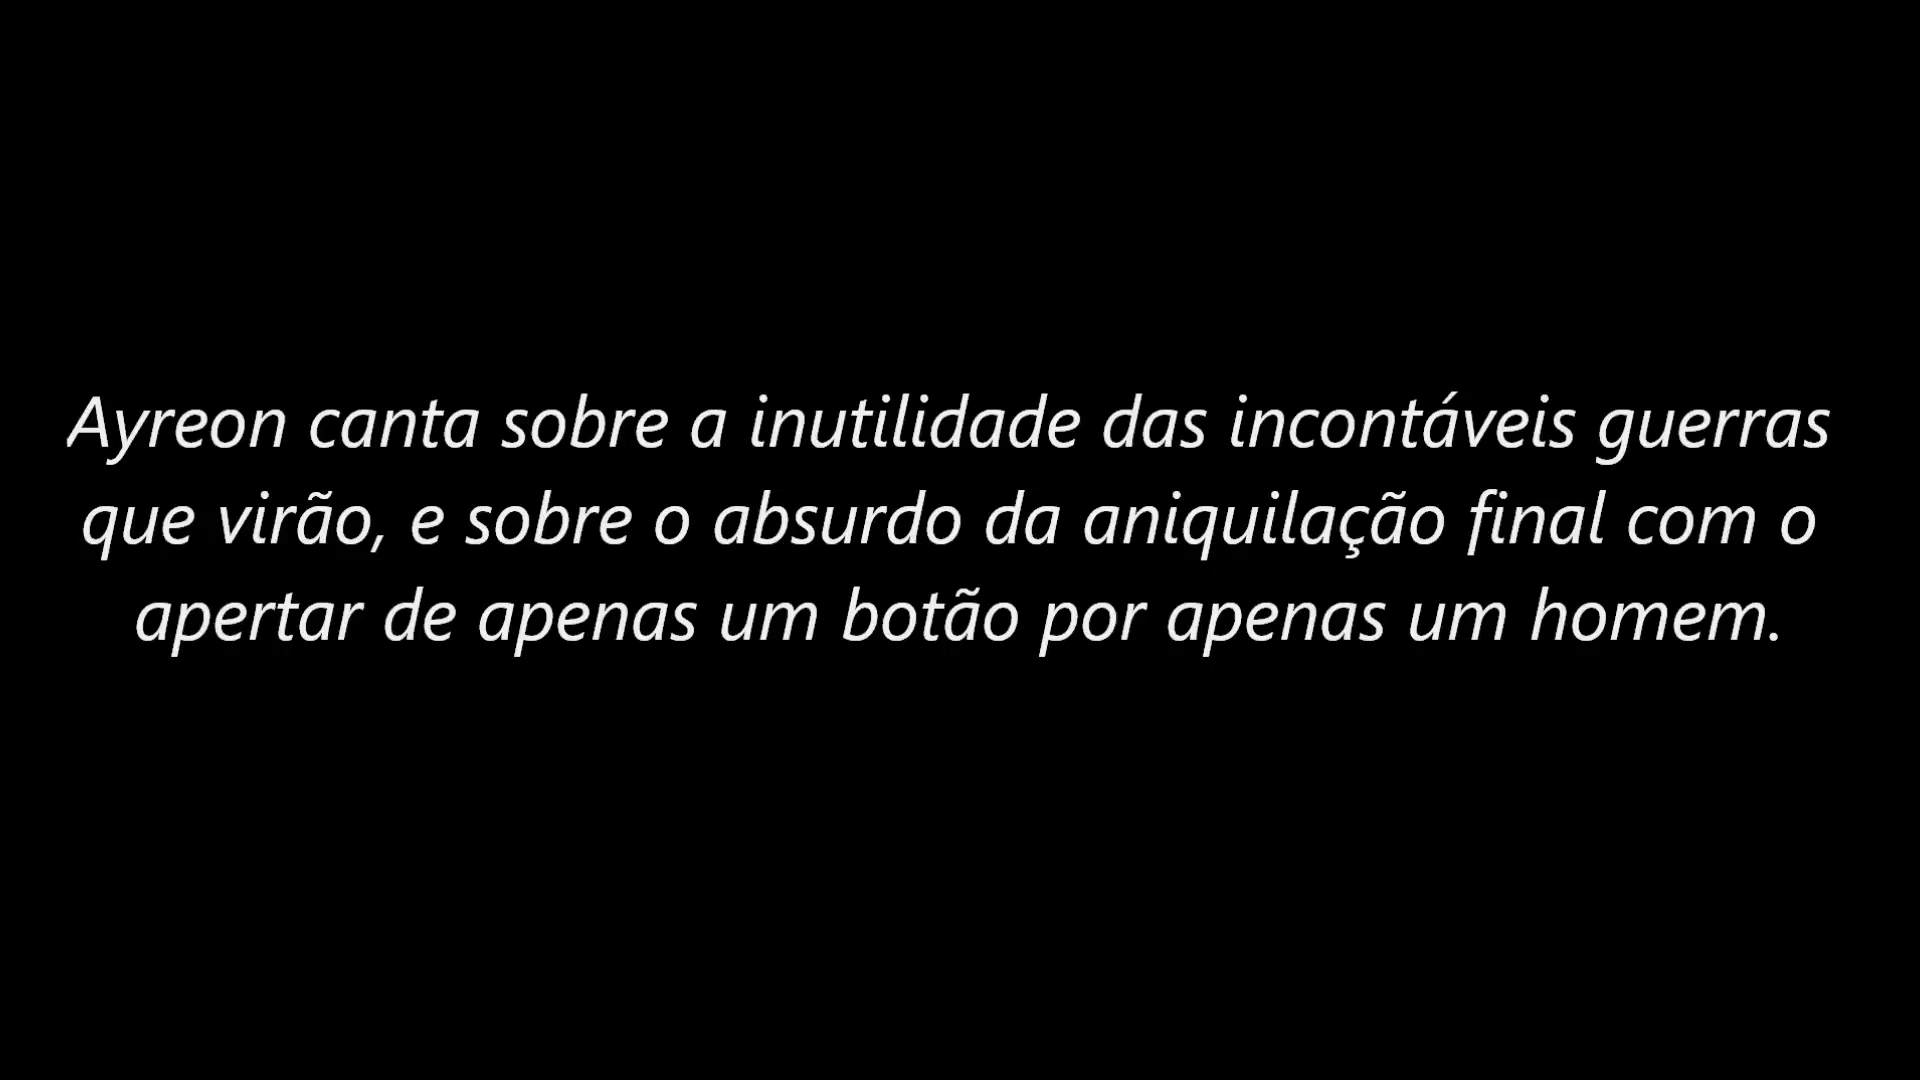 Ayreon canta sobre a inutilidade das incontáveis guerras
que virão, e sobre o absurdo da aniquilação final com o
apertar de apenas um botão por apenas um homem.